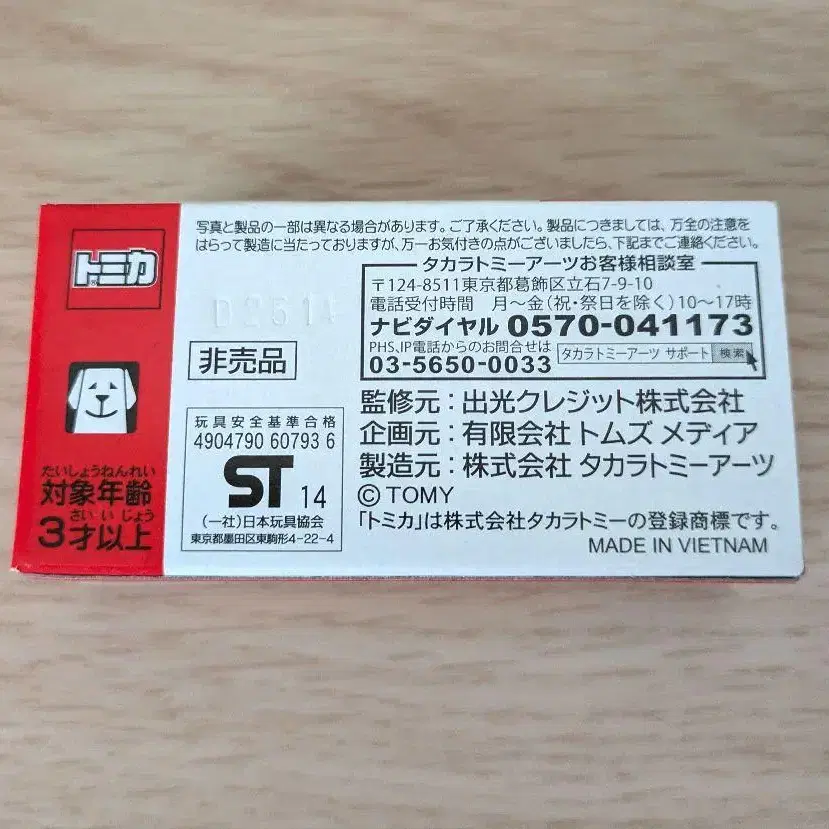 トミカ
®
たいしょうねんれい
対象年齢
さい い じょう
3才以上
写真と製品の一部は異なる場合があります。ご了承ください。製品につきましては、万全の注意を
はらって製造に当たっておりますが、万一お気付きの点がございましたら、下記までご連絡ください。
タカラトミーアーツお客様相談室
〒124-8511東京都葛飾区立石7-9-10
電話受付時間 月～金(祝・祭日を除く)10～17時
ナビダイヤル 0570-041173
PHS、IP電話からのお問合せは
03-5650-0033
タカラトミーアーツ サポート 検索
非売品
玩具安全基準合格
4904790 60793 6
ST 14
(一社)日本玩具協会
東京都墨田区東駒形4-22-4
監修元：出光クレジット株式会社
企画元：有限会社 トムズ メディア
製造元：株式会社 タカラトミーアーツ
© TOMY
「トミカ」は株式会社タカラトミーの登録商標です。
MADE IN VIETNAM